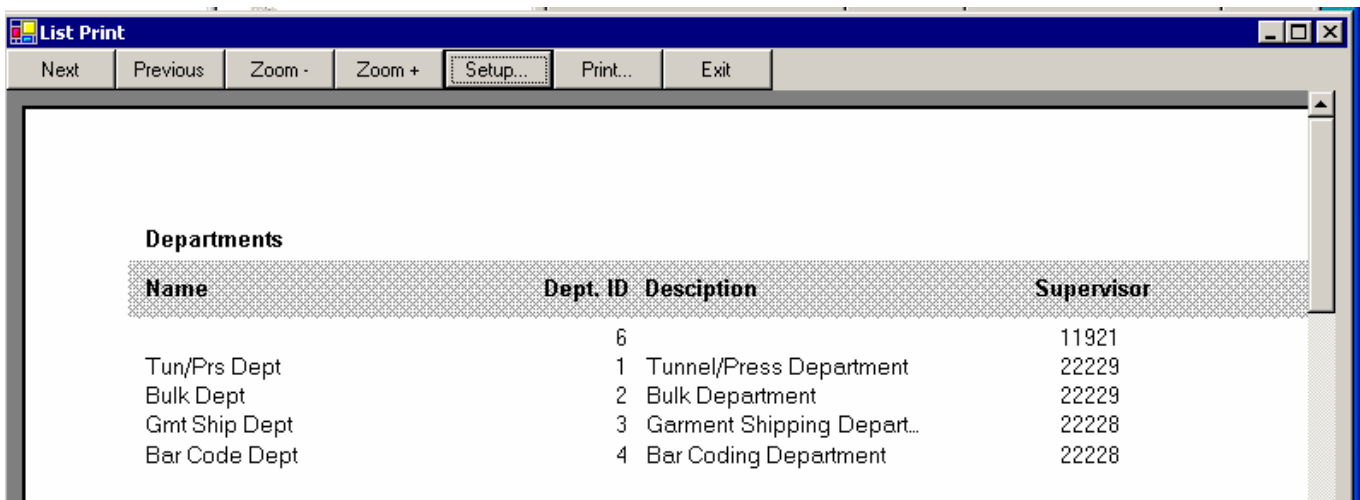 List Print
Next Previous Zoom - Zoom + Setup... Print... Exit
Departments
Name Dept. ID Desciption Supervisor
6 11921
Tun/Prs Dept 1 Tunnel/Press Department 22229
Bulk Dept 2 Bulk Department 22229
Gmt Ship Dept 3 Garment Shipping Depart... 22228
Bar Code Dept 4 Bar Coding Department 22228